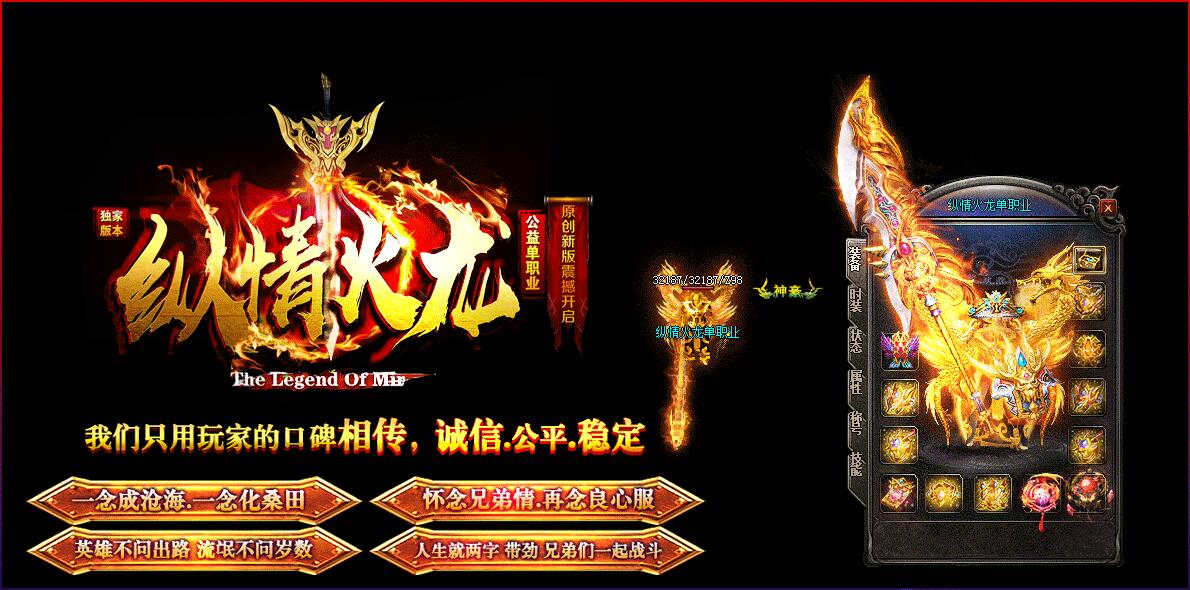 独家
版本
纵情火龙
公益单职业
原创新版震撼开启
The Legend Of Mir
我们只用玩家的口碑相传，诚信.公平.稳定
一念成沧海.一念化桑田
怀念兄弟情.再念良心服
英雄不问出路 流氓不问岁数
人生就两字 带劲 兄弟们一起战斗
32187/32187/Z98
神豪
纵情火龙单职业
纵情火龙单职业
装备
时装
状态
属性
称号
技能